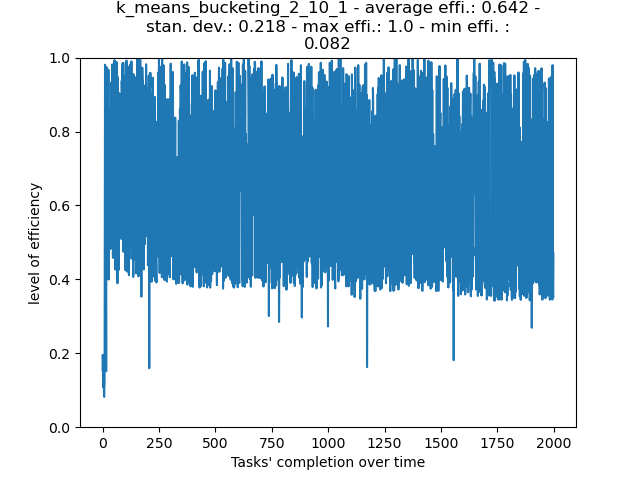 k_means_bucketing_2_10_1 - average effi.: 0.642 -
stan. dev.: 0.218 - max effi.: 1.0 - min effi. :
0.082
1.0
0.8
0.6
0.4
0.2
0.0
level of efficiency
0 250 500 750 1000 1250 1500 1750 2000
Tasks' completion over time